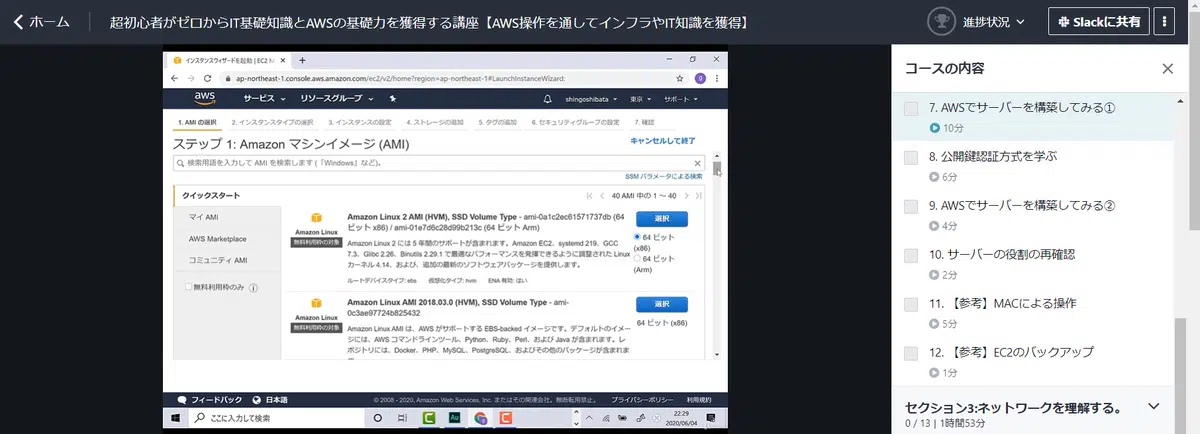 ホーム
超初心者がゼロからIT基礎知識とAWSの基礎力を獲得する講座【AWS操作を通してインフラやIT知識を獲得】
進捗状況
Slackに共有
インスタンスウィザードを起動 | EC2 M
ap-northeast-1.console.aws.amazon.com/ec2/v2/home?region=ap-northeast-1#LaunchInstanceWizard:
aws
サービス
リソースグループ
shingoshibata
東京
サポート
1. AMI の選択
2. インスタンスタイプの選択
3. インスタンスの設定
4. ストレージの追加
5. タグの追加
6. セキュリティグループの設定
7. 確認
ステップ 1: Amazon マシンイメージ (AMI)
キャンセルして終了
検索用語を入力して AMI を検索します (「Windows」など)。
SSM パラメータによる検索
クイックスタート
40 AMI 中の 1 ～ 40
マイ AMI
AWS Marketplace
コミュニティ AMI
無料利用枠のみ
Amazon Linux
無料利用枠の対象
Amazon Linux 2 AMI (HVM), SSD Volume Type - ami-0a1c2ec61571737db (64
ビット x86) / ami-01e7d6c28d99b213c (64 ビット Arm)
Amazon Linux 2 には 5 年間のサポートが含まれます。Amazon EC2、systemd 219、GCC
7.3、Glibc 2.26、Binutils 2.29.1 で最適なパフォーマンスを発揮できるように調整された Linux
カーネル 4.14、および、追加の最新のソフトウェアパッケージを提供します。
ルートデバイスタイプ: ebs
仮想化タイプ: hvm
ENA 有効: はい
選択
64 ビット
(x86)
64 ビット
(Arm)
Amazon Linux
無料利用枠の対象
Amazon Linux AMI 2018.03.0 (HVM), SSD Volume Type - ami-
0c3ae97724b825432
Amazon Linux AMI は、AWS がサポートする EBS-backed イメージです。デフォルトのイメー
ジには、AWS コマンドラインツール、Python、Ruby、Perl、および Java が含まれます。レ
ポジトリには、Docker、PHP、MySQL、PostgreSQL、およびその他のパッケージが含まれま
選択
64 ビット (x86)
フィードバック
日本語
© 2008 - 2020, Amazon Web Services, Inc. またはその関連会社。無断転用禁止。
プライバシーポリシー
利用規約
ここに入力して検索
22:29
2020/06/04
コースの内容
7. AWSでサーバーを構築してみる①
10分
8. 公開鍵認証方式を学ぶ
6分
9. AWSでサーバーを構築してみる②
4分
10. サーバーの役割の再確認
2分
11. 【参考】MACによる操作
5分
12. 【参考】EC2のバックアップ
1分
セクション3:ネットワークを理解する。
0 / 13 | 1時間53分